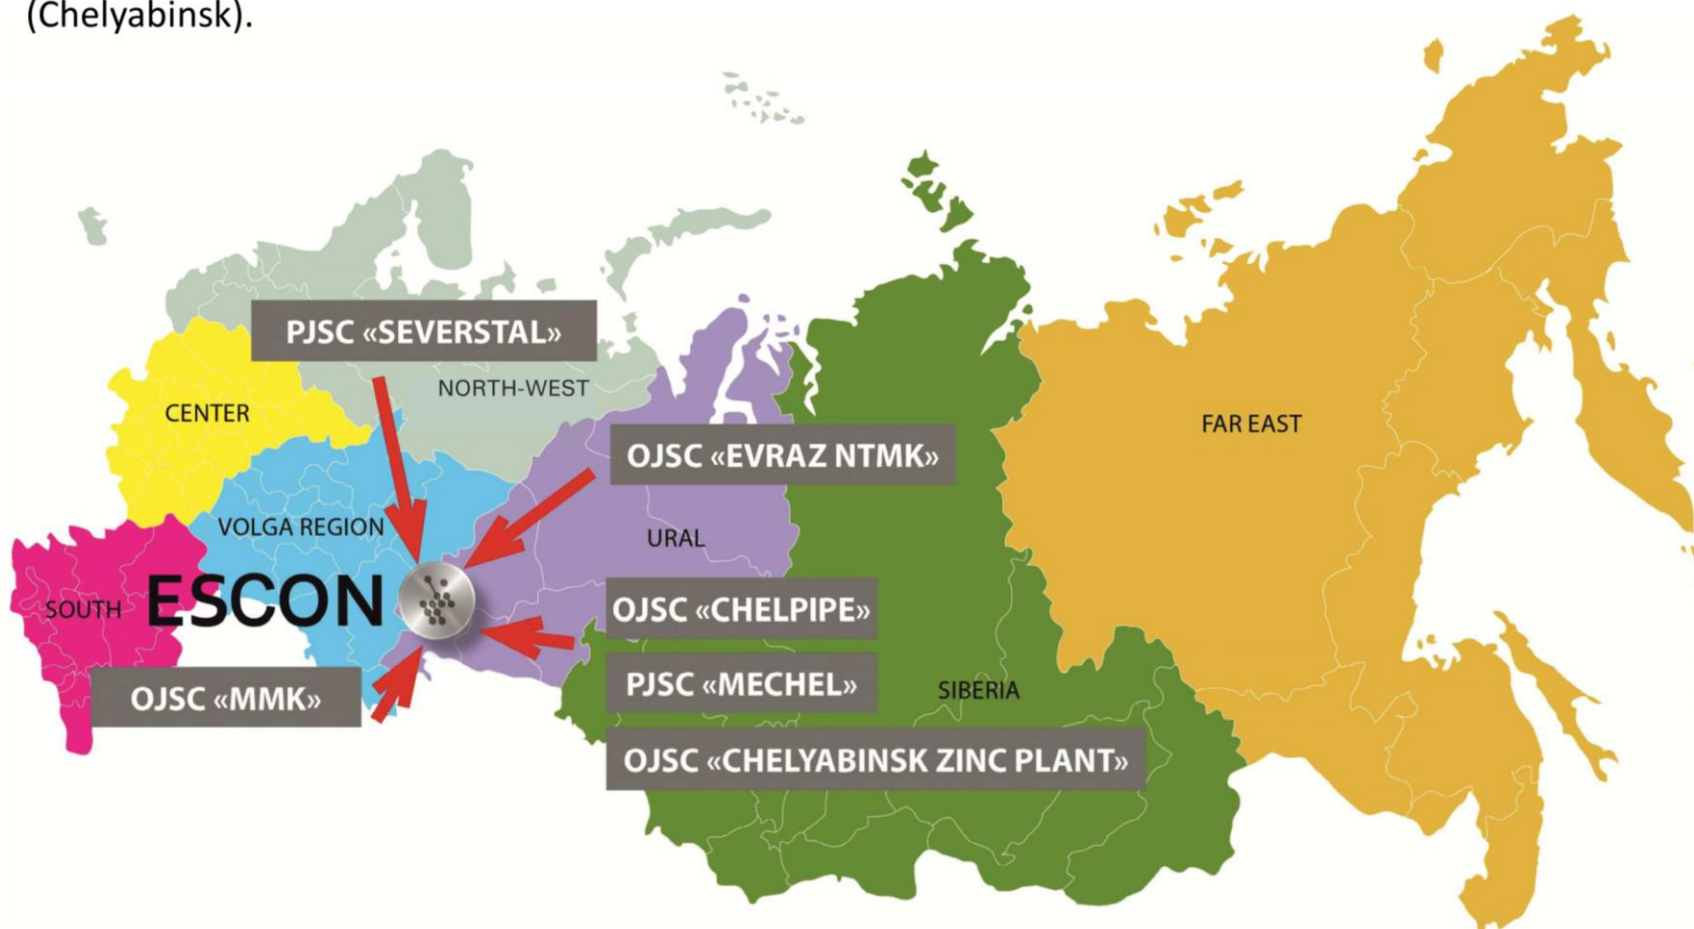 (Chelyabinsk).
PJSC «SEVERSTAL»
NORTH-WEST
CENTER
FAR EAST
OJSC «EVRAZ NTMK»
VOLGA REGION
URAL
SOUTH
ESCON
OJSC «CHELPIPE»
OJSC «MMK»
PJSC «MECHEL»
SIBERIA
OJSC «CHELYABINSK ZINC PLANT»